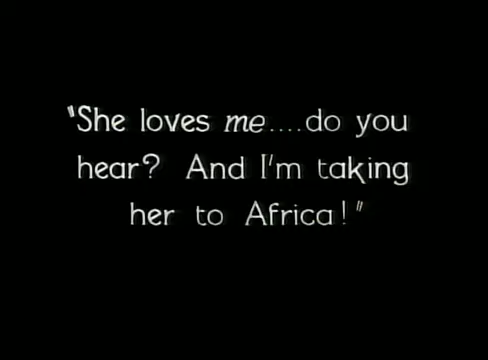 "She loves me....do you
hear? And I'm taking
her to Africa!"